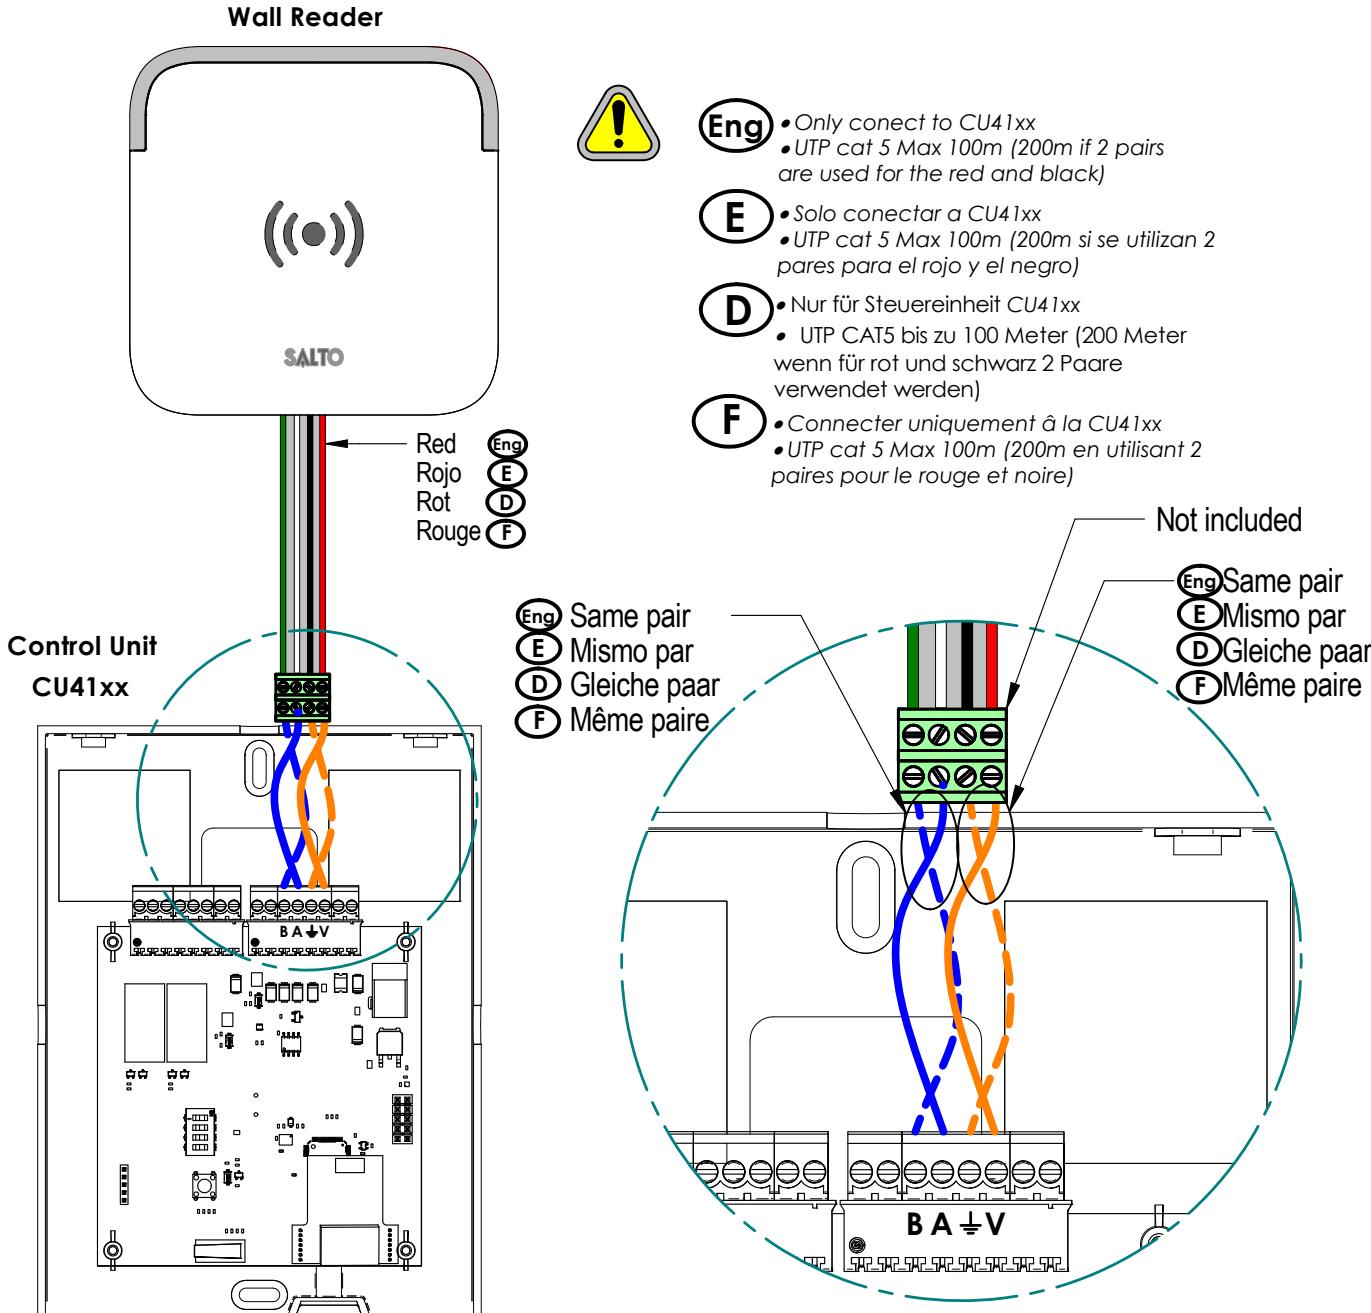 Wall Reader
SALTO
Eng • Only conect to CU41xx
• UTP cat 5 Max 100m (200m if 2 pairs
are used for the red and black)
E • Solo conectar a CU41xx
• UTP cat 5 Max 100m (200m si se utilizan 2
pares para el rojo y el negro)
D • Nur für Steuereinheit CU41xx
• UTP CAT5 bis zu 100 Meter (200 Meter
wenn für rot und schwarz 2 Paare
verwendet werden)
F • Connecter uniquement â la CU41xx
• UTP cat 5 Max 100m (200m en utilisant 2
paires pour le rouge et noire)
Red Eng
Rojo E
Rot D
Rouge F
Not included
Eng Same pair
E Mismo par
D Gleiche paar
F Même paire
Eng Same pair
E Mismo par
D Gleiche paar
F Même paire
Control Unit
CU41xx
B A ⏚ V
B A ⏚ V